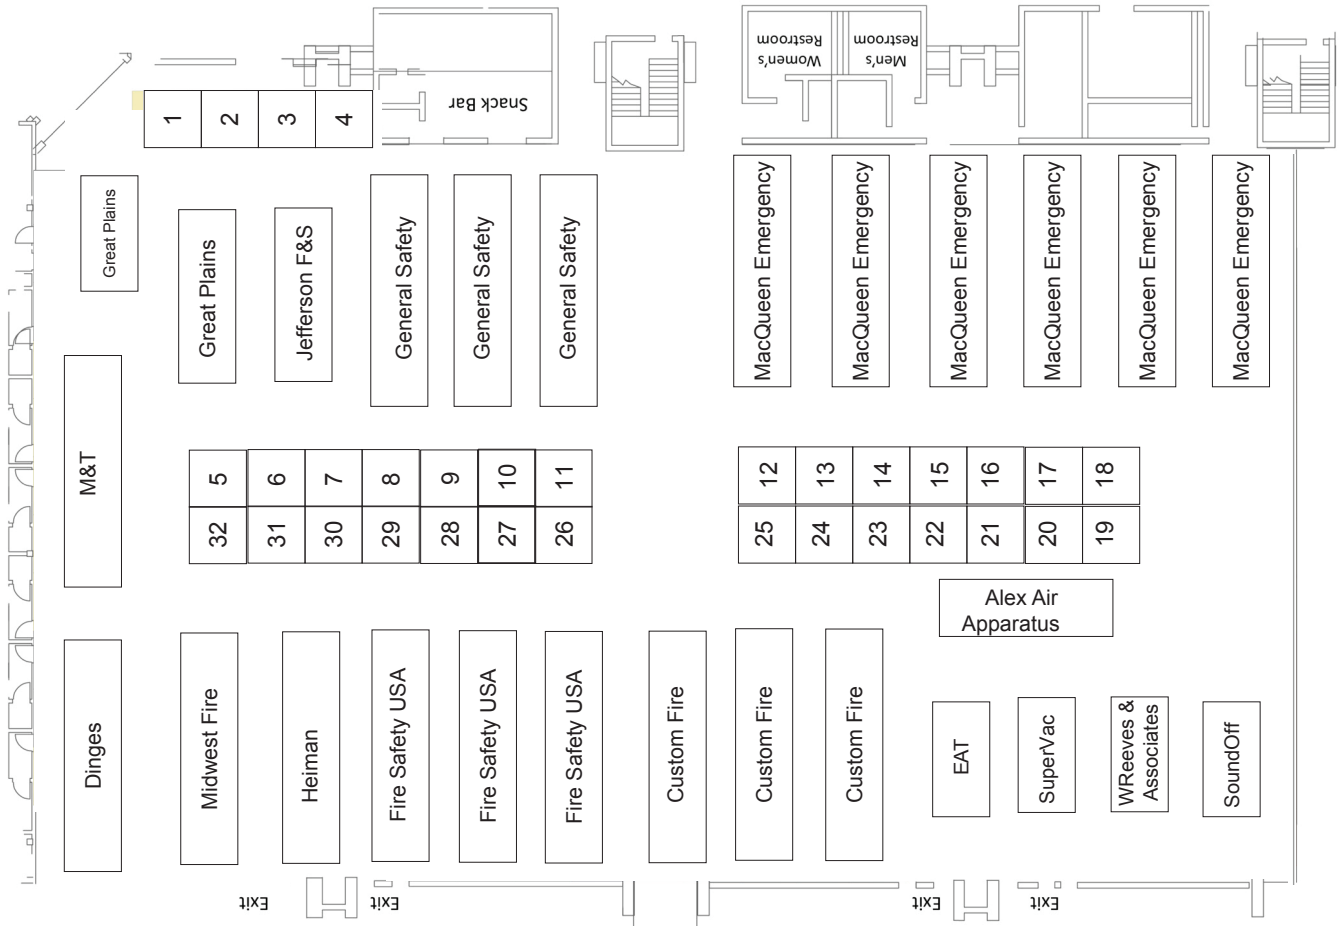 Women's
Restroom
Men's
Restroom
Snack Bar
1
2
3
4
Great Plains
Great Plains
Jefferson F&S
General Safety
General Safety
General Safety
MacQueen Emergency
MacQueen Emergency
MacQueen Emergency
MacQueen Emergency
MacQueen Emergency
MacQueen Emergency
M&T
5
6
7
8
9
10
11
12
13
14
15
16
17
18
32
31
30
29
28
27
26
25
24
23
22
21
20
19
Alex Air
Apparatus
Dinges
Midwest Fire
Heiman
Fire Safety USA
Fire Safety USA
Fire Safety USA
Custom Fire
Custom Fire
Custom Fire
EAT
SuperVac
WReeves &
Associates
SoundOff
Exit
Exit
Exit
Exit